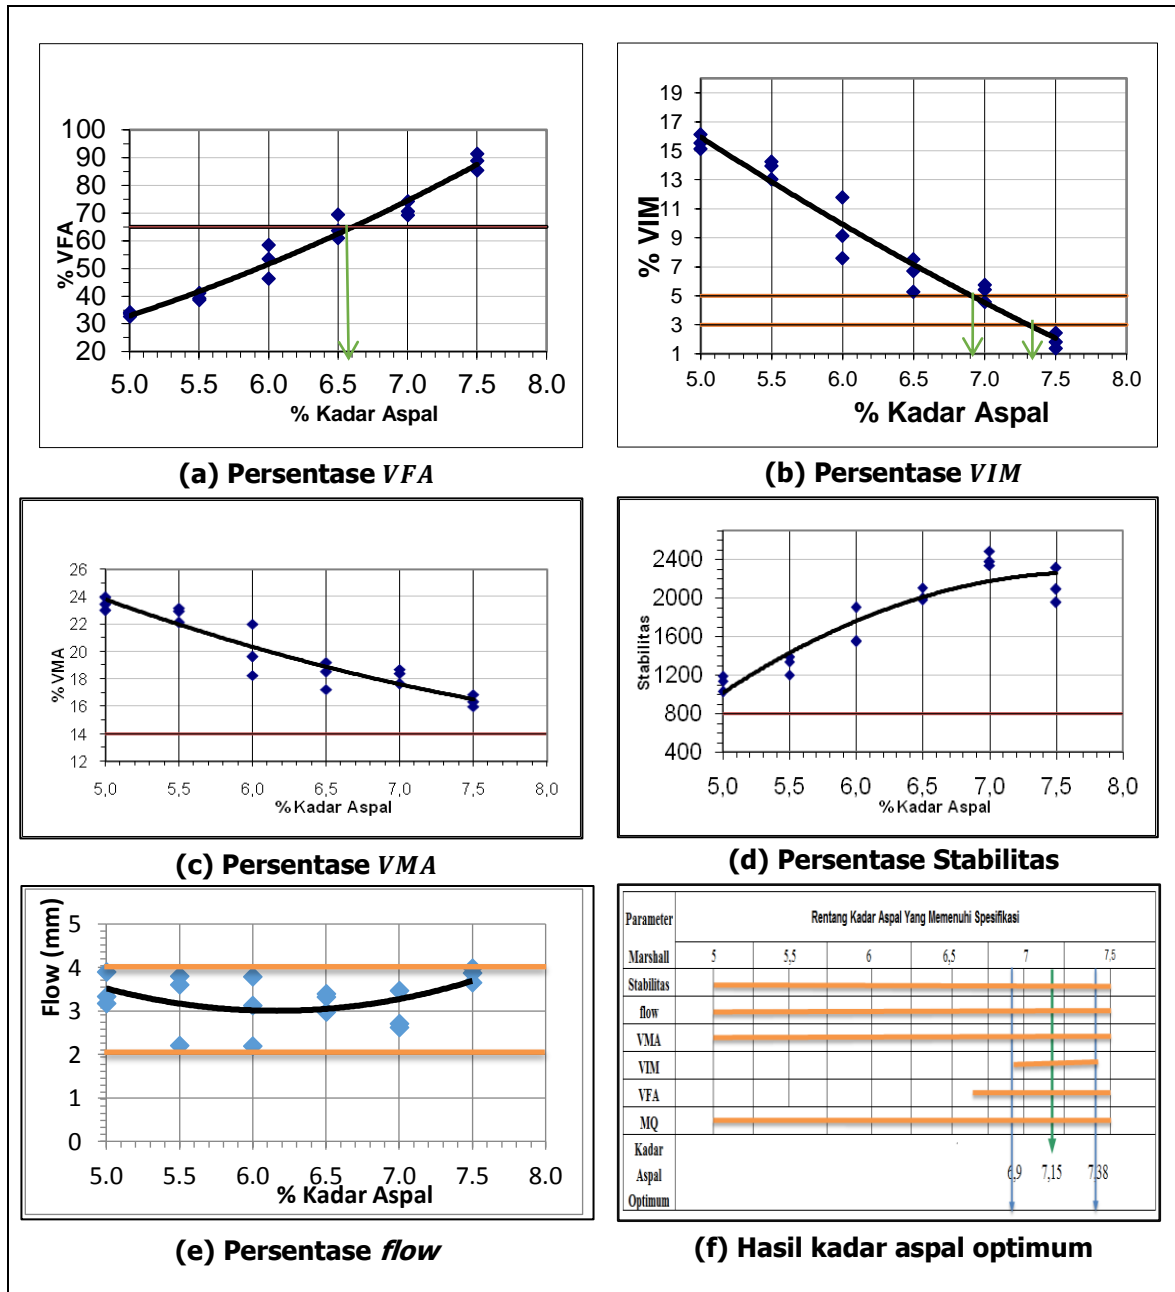 100
90
80
70
60
50
40
30
20
% VFA
5.0 5.5 6.0 6.5 7.0 7.5 8.0
% Kadar Aspal
(a) Persentase VFA
19
17
15
13
11
9
7
5
3
1
% VIM
5.0 5.5 6.0 6.5 7.0 7.5 8.0
% Kadar Aspal
(b) Persentase VIM
26
24
22
20
18
16
14
12
% VMA
5,0 5,5 6,0 6,5 7,0 7,5 8,0
% Kadar Aspal
(c) Persentase VMA
2400
2000
1600
1200
800
400
Stabilitas
5,0 5,5 6,0 6,5 7,0 7,5 8,0
% Kadar Aspal
(d) Persentase Stabilitas
5
4
3
2
1
0
Flow (mm)
5.0 5.5 6.0 6.5 7.0 7.5 8.0
% Kadar Aspal
(e) Persentase flow
Parameter Rentang Kadar Aspal Yang Memenuhi Spesifikasi
Marshall 5 5,5 6 6,5 7 7,5
Stabilitas
flow
VMA
VIM
VFA
MQ
Kadar
Aspal 6,9 7,15 7,38
Optimum
(f) Hasil kadar aspal optimum